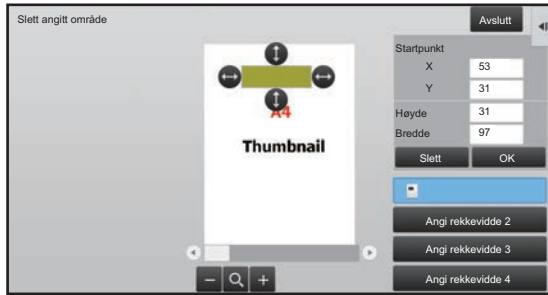 Slett angitt område
Avslutt
Startpunkt
X 53
Y 31
Høyde 31
Bredde 97
Slett OK
A4
Thumbnail
Angi rekkevidde 2
Angi rekkevidde 3
Angi rekkevidde 4